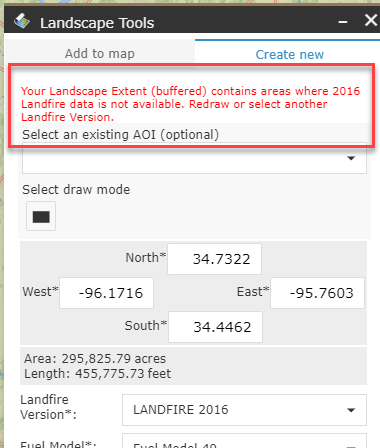 Landscape Tools
Add to map
Create new
Your Landscape Extent (buffered) contains areas where 2016
Landfire data is not available. Redraw or select another
Landfire Version.
Select an existing AOI (optional)
Select draw mode
North* 34.7322
West* -96.1716 East* -95.7603
South* 34.4462
Area: 295,825.79 acres
Length: 455,775.73 feet
Landfire
Version*: LANDFIRE 2016
Fuel Model*: Fuel Model 40